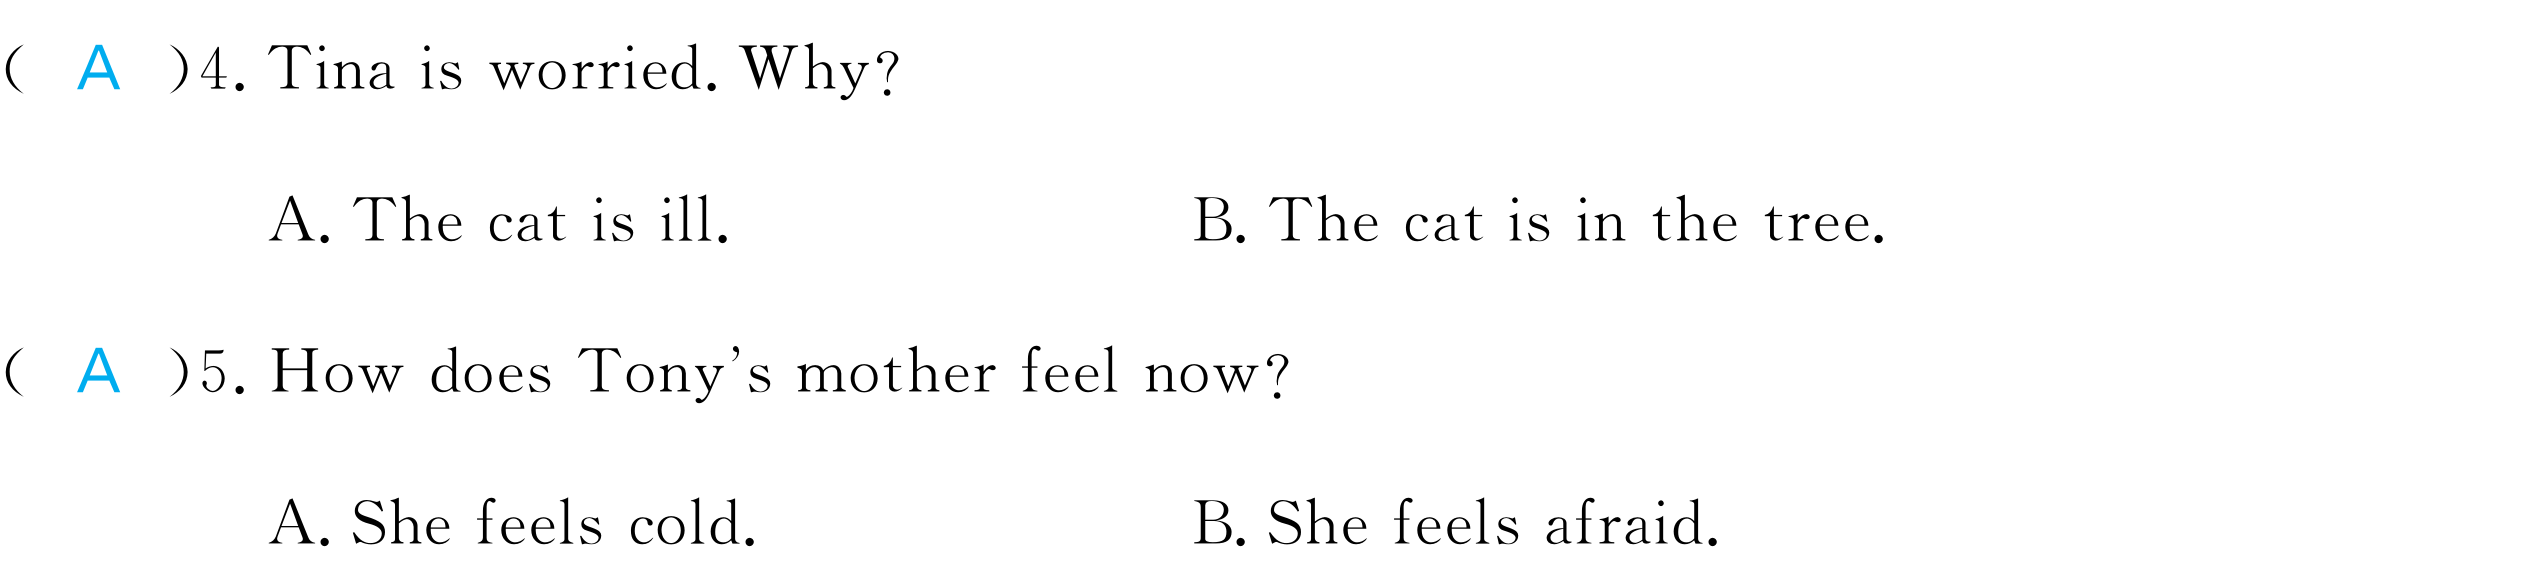 ( A )4. Tina is worried. Why?
A. The cat is ill. B. The cat is in the tree.
( A )5. How does Tony's mother feel now?
A. She feels cold. B. She feels afraid.